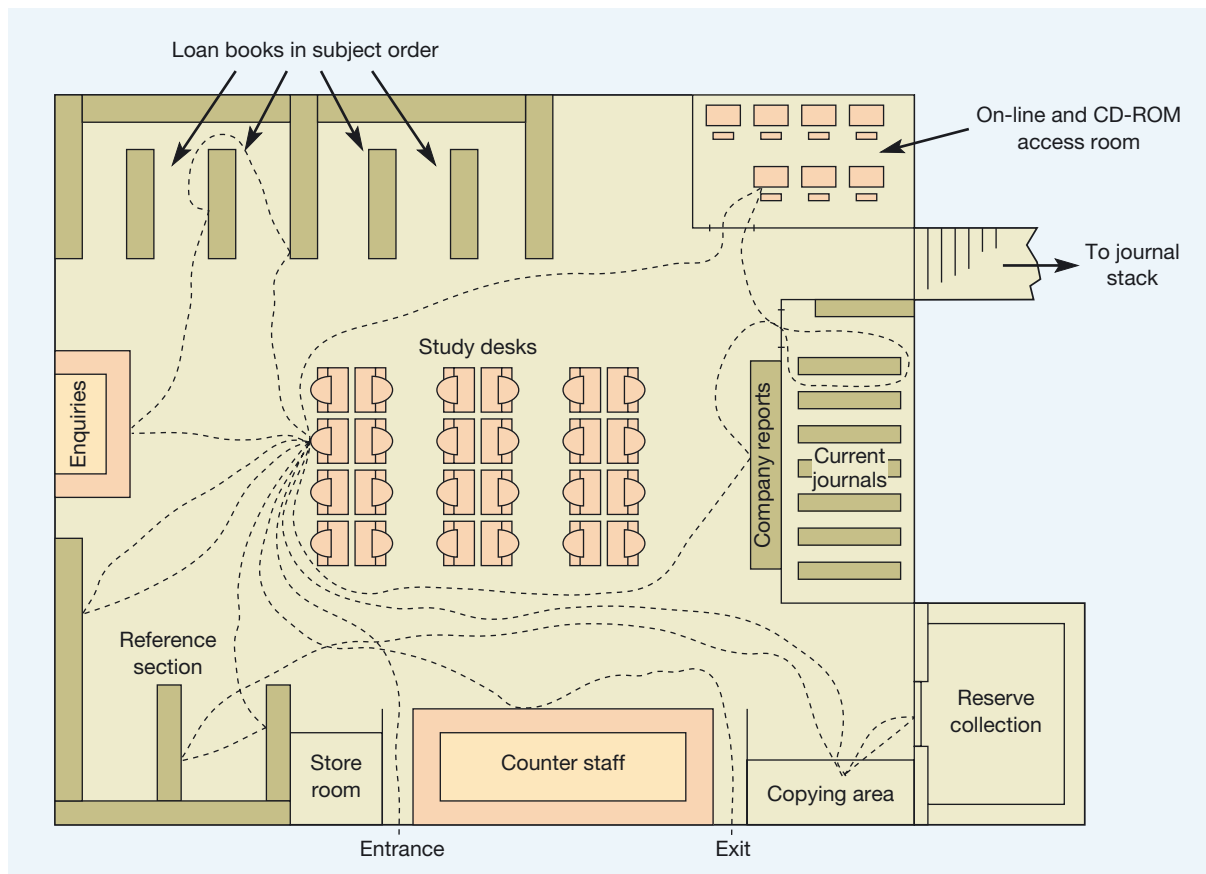 Loan books in subject order
On-line and CD-ROM
access room
To journal
stack
Study desks
Enquiries
Company reports
Current
journals
Reference
section
Reserve
collection
Store
room
Counter staff
Copying area
Entrance
Exit